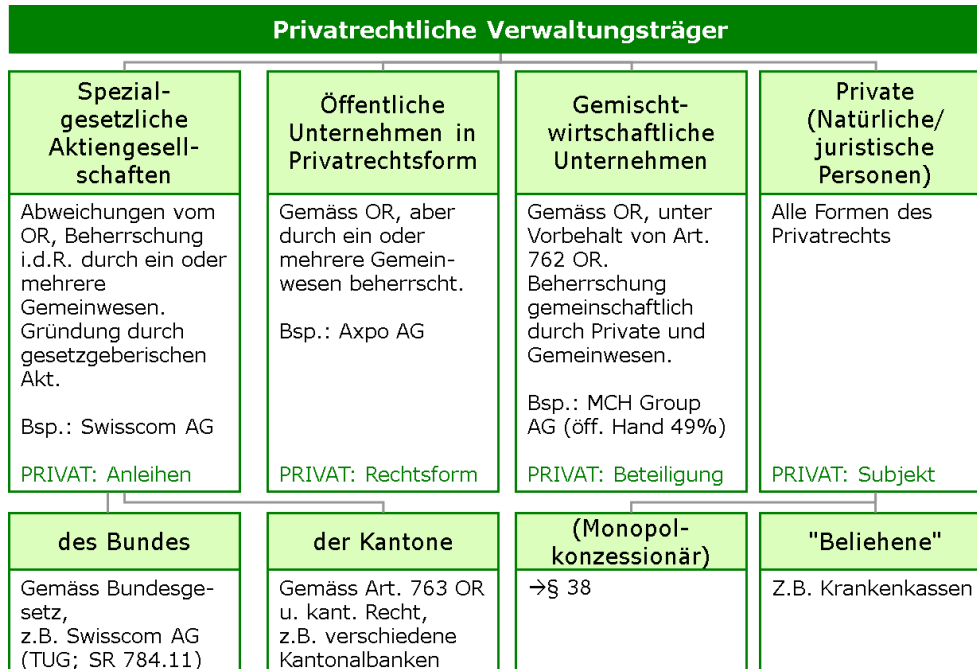 Privatrechtliche Verwaltungsträger
Spezial-
gesetzliche
Aktiengesell-
schaften
Abweichungen vom
OR, Beherrschung
i.d.R. durch ein oder
mehrere
Gemeinwesen.
Gründung durch
gesetzgeberischen
Akt.
Bsp.: Swisscom AG
PRIVAT: Anleihen
Öffentliche
Unternehmen in
Privatrechtsform
Gemäss OR, aber
durch ein oder
mehrere Gemein-
wesen beherrscht.
Bsp.: Axpo AG
PRIVAT: Rechtsform
Gemischt-
wirtschaftliche
Unternehmen
Gemäss OR, unter
Vorbehalt von Art.
762 OR.
Beherrschung
gemeinschaftlich
durch Private und
Gemeinwesen.
Bsp.: MCH Group
AG (öff. Hand 49%)
PRIVAT: Beteiligung
Private
(Natürliche/
juristische
Personen)
Alle Formen des
Privatrechts
PRIVAT: Subjekt
des Bundes
Gemäss Bundesge-
setz,
z.B. Swisscom AG
(TUG; SR 784.11)
der Kantone
Gemäss Art. 763 OR
u. kant. Recht,
z.B. verschiedene
Kantonalbanken
(Monopol-
konzessionär)
→§ 38
"Beliehene"
Z.B. Krankenkassen